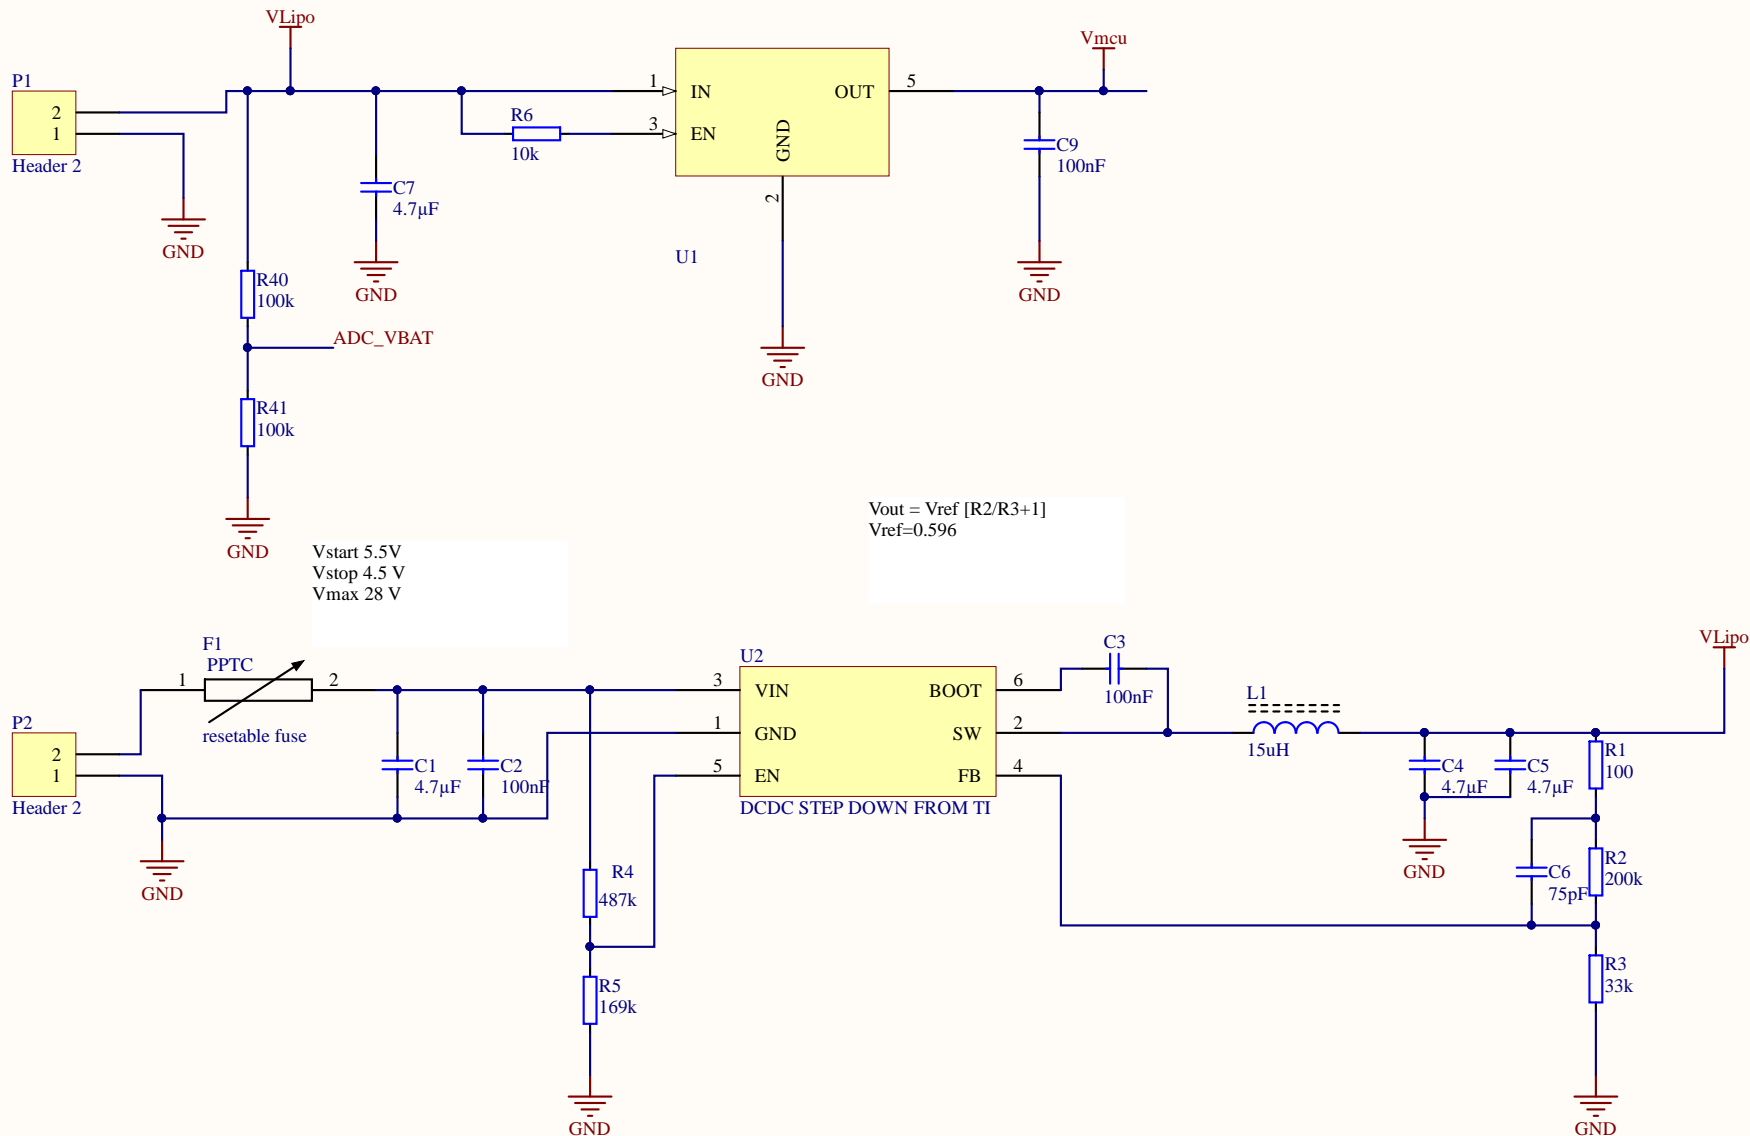 VLipo
Vmcu
P1
2
1
Header 2
GND
R40
100k
ADC_VBAT
R41
100k
GND
C7
4.7µF
GND
R6
10k
1
3
IN
EN
OUT
GND
5
2
U1
GND
C9
100nF
GND
Vstart 5.5V
Vstop 4.5 V
Vmax 28 V
Vout = Vref [R2/R3+1]
Vref=0.596
F1
PPTC
1
2
resetable fuse
P2
2
1
Header 2
GND
C1
4.7µF
C2
100nF
R4
487k
R5
169k
GND
U2
3
1
5
VIN
GND
EN
BOOT
SW
FB
6
2
4
DCDC STEP DOWN FROM TI
C3
100nF
L1
15uH
VLipo
C4
4.7µF
C5
4.7µF
GND
R1
100
C6
75pF
R2
200k
R3
33k
GND